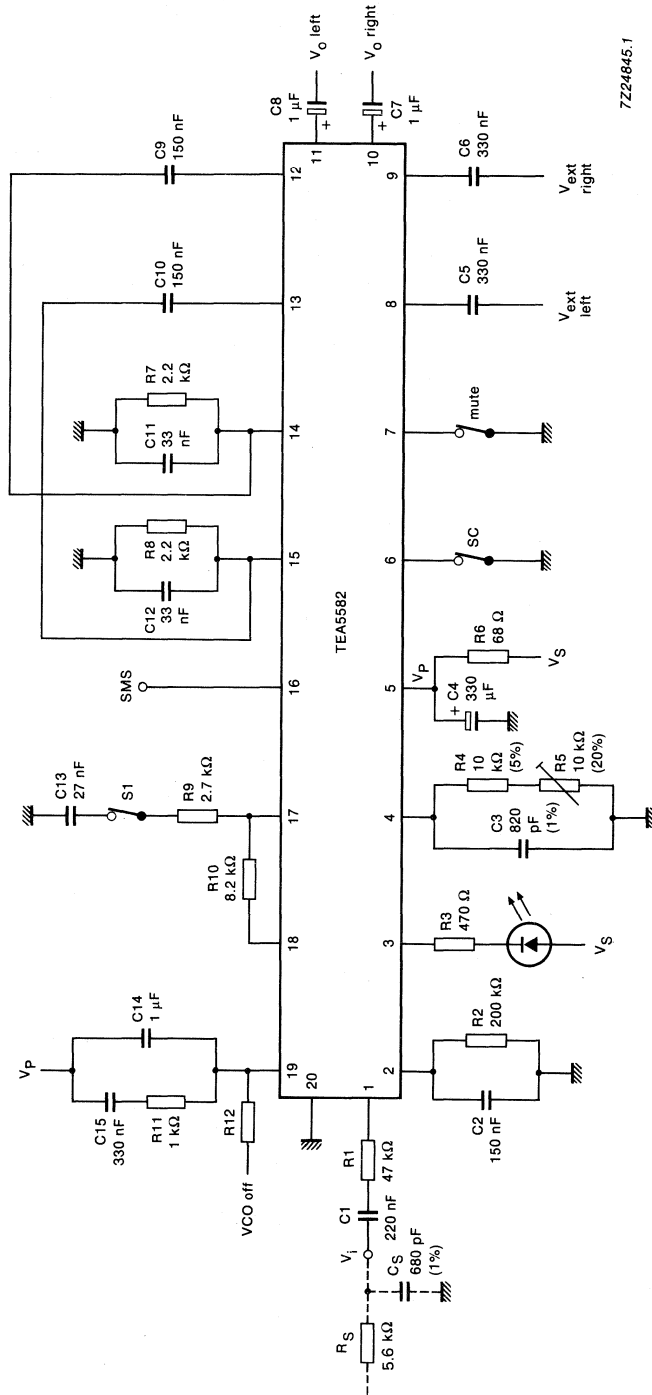 C8
1 µF
+
V_o left
V_o right
C7
1 µF
+
11
10
C9
150 nF
12
C10
150 nF
13
R7
2.2
kΩ
C11
33
nF
14
R8
2.2
kΩ
C12
33
nF
15
SMS
16
C13
27 nF
S1
R9
2.7 kΩ
17
R10
8.2 kΩ
18
V_P
C14
1 µF
C15
330 nF
R11
1 kΩ
R12
VCO off
19
20
TEA5582
R_S
5.6 kΩ
C_S
680 pF
(1%)
V_i
C1
220 nF
R1
47 kΩ
1
2
C2
150 nF
R2
200 kΩ
3
R3
470 Ω
V_S
4
C3
820
pF
(1%)
R4
10
kΩ
(5%)
R5
10 kΩ
(20%)
5
V_P
+ C4
330
µF
R6
68 Ω
V_S
6
SC
7
mute
8
C5
330 nF
V_ext
left
9
C6
330 nF
V_ext
right
7Z24845.1